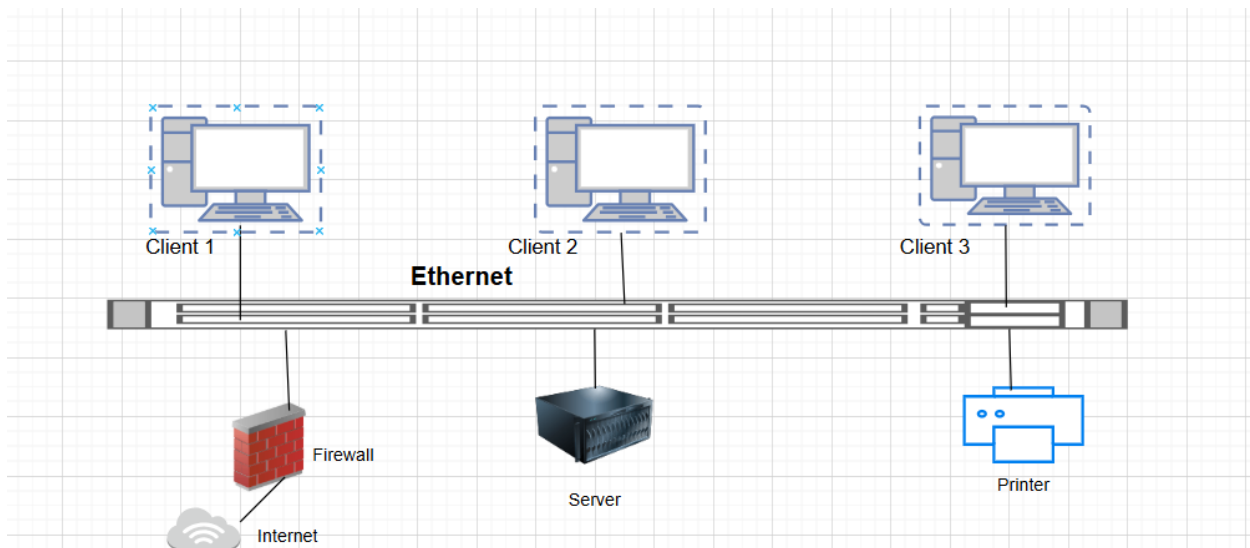 Client 1
Client 2
Client 3
Ethernet
Firewall
Server
Printer
Internet